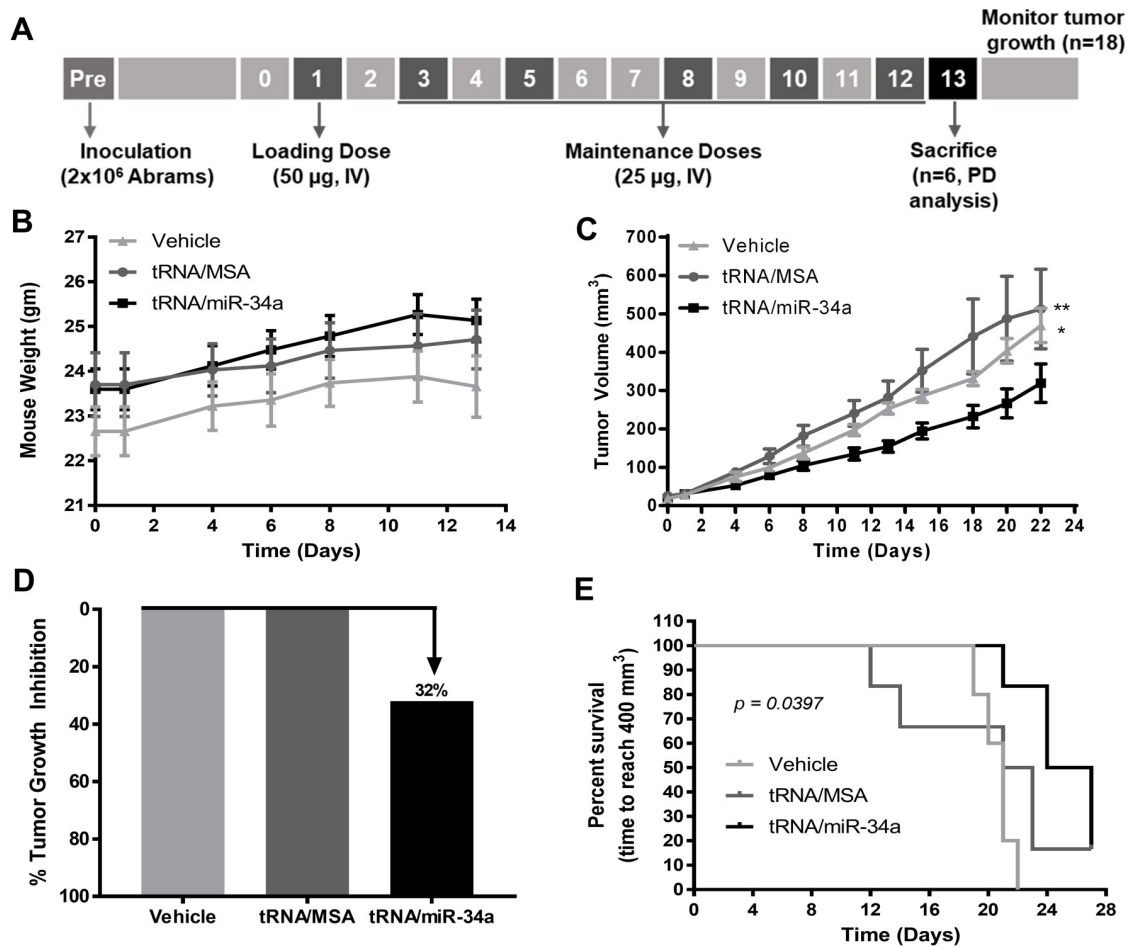 A
Monitor tumor
growth (n=18)
Pre 0 1 2 3 4 5 6 7 8 9 10 11 12 13
Inoculation
(2x10⁶ Abrams)
Loading Dose
(50 µg, IV)
Maintenance Doses
(25 µg, IV)
Sacrifice
(n=6, PD
analysis)
B
Mouse Weight (gm)
27
26
25
24
23
22
21
Vehicle
tRNA/MSA
tRNA/miR-34a
0 2 4 6 8 10 12 14
Time (Days)
C
Tumor Volume (mm³)
700
600
500
400
300
200
100
0
Vehicle
tRNA/MSA
tRNA/miR-34a
**
*
0 2 4 6 8 10 12 14 16 18 20 22 24
Time (Days)
D
% Tumor Growth Inhibition
0
20
40
60
80
100
32%
Vehicle tRNA/MSA tRNA/miR-34a
E
Percent survival
(time to reach 400 mm³)
110
100
90
80
70
60
50
40
30
20
10
0
p = 0.0397
Vehicle
tRNA/MSA
tRNA/miR-34a
0 4 8 12 16 20 24 28
Time (Days)